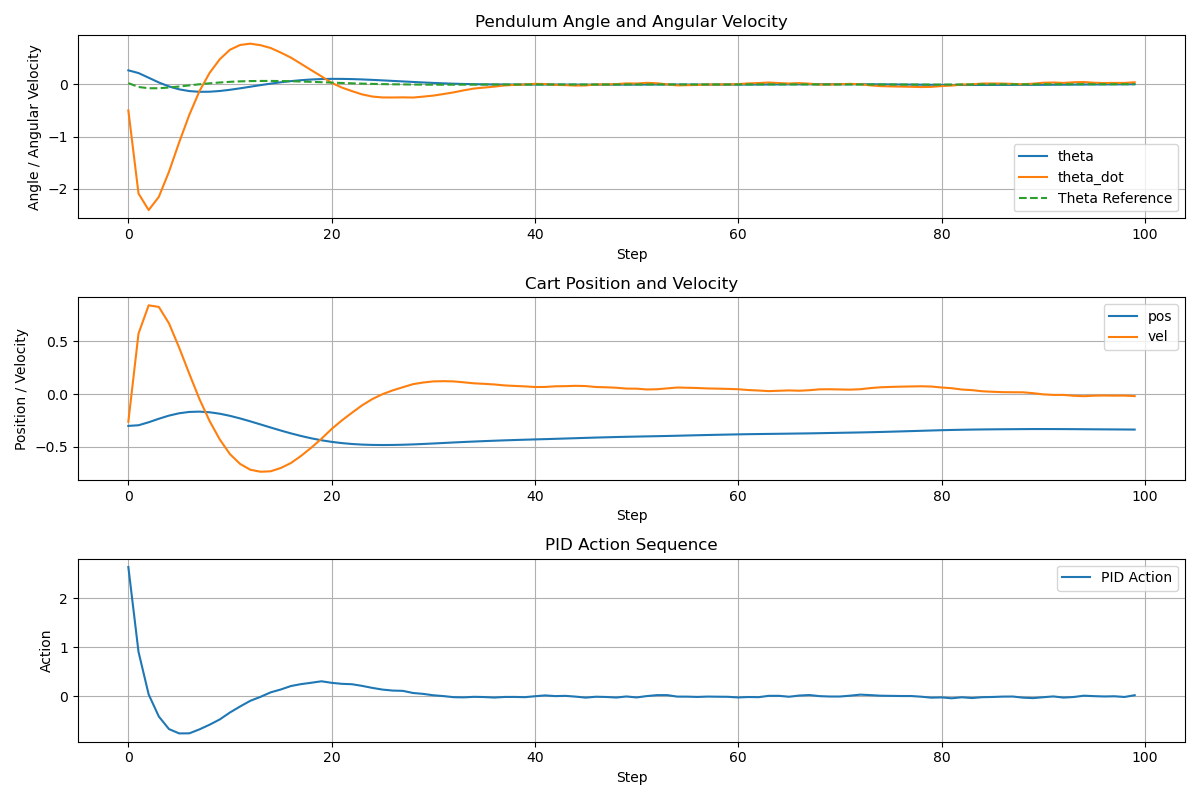 Pendulum Angle and Angular Velocity
Angle / Angular Velocity
0
−1
−2
theta
theta_dot
Theta Reference
0 20 40 60 80 100
Step
Cart Position and Velocity
Position / Velocity
0.5
0.0
−0.5
pos
vel
0 20 40 60 80 100
Step
PID Action Sequence
Action
2
1
0
PID Action
0 20 40 60 80 100
Step